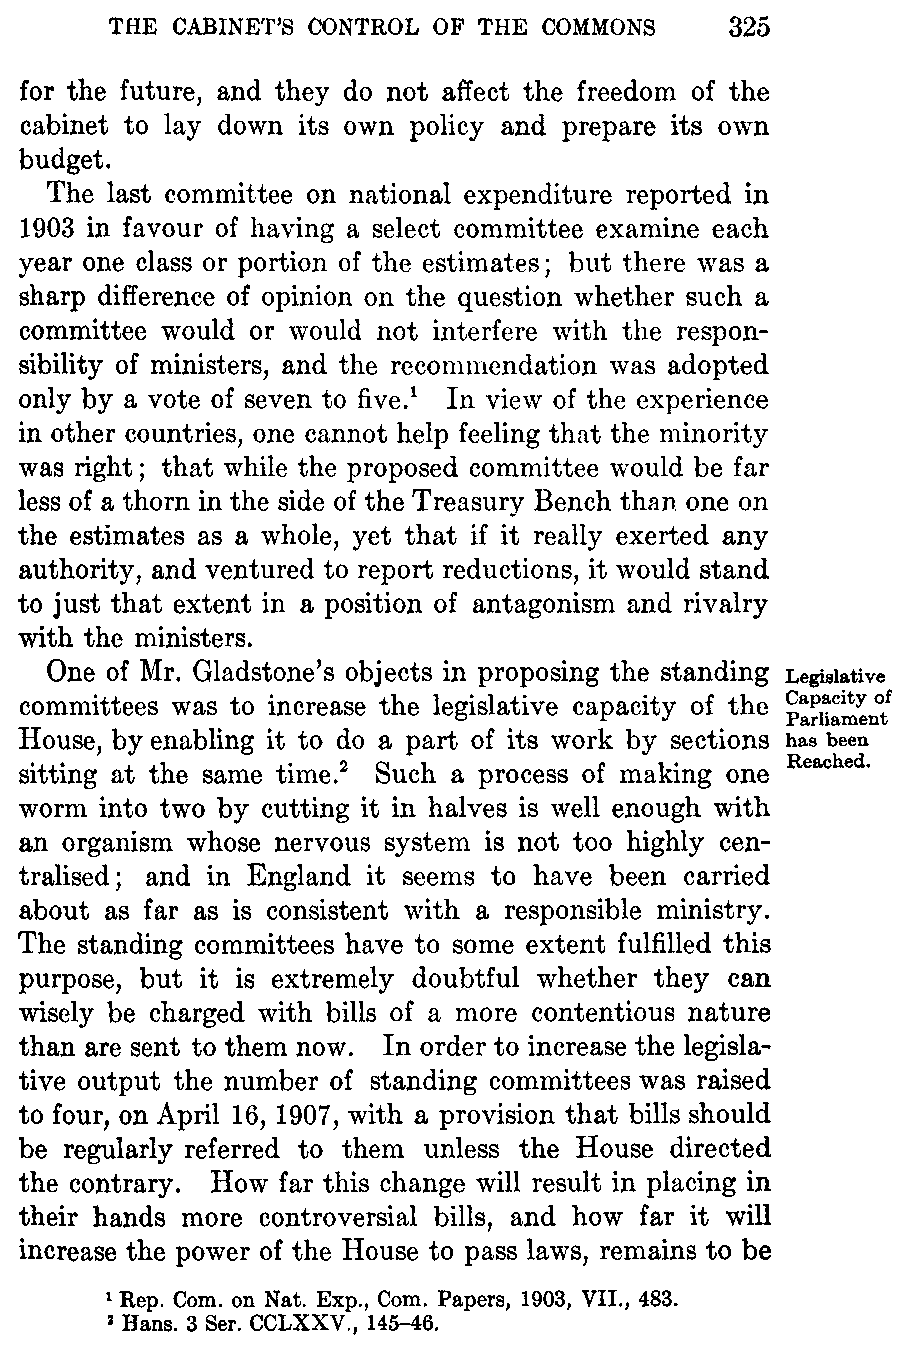 THE CABINET'S CONTROL OF THE COMMONS 325
for the future, and they do not affect the freedom of the
cabinet to lay down its own policy and prepare its own
budget.
The last committee on national expenditure reported in
1903 in favour of having a select committee examine each
year one class or portion of the estimates; but there was a
sharp difference of opinion on the question whether such a
committee would or would not interfere with the respon-
sibility of ministers, and the recommendation was adopted
only by a vote of seven to five.¹ In view of the experience
in other countries, one cannot help feeling that the minority
was right; that while the proposed committee would be far
less of a thorn in the side of the Treasury Bench than one on
the estimates as a whole, yet that if it really exerted any
authority, and ventured to report reductions, it would stand
to just that extent in a position of antagonism and rivalry
with the ministers.
One of Mr. Gladstone's objects in proposing the standing
committees was to increase the legislative capacity of the
House, by enabling it to do a part of its work by sections
sitting at the same time.² Such a process of making one
worm into two by cutting it in halves is well enough with
an organism whose nervous system is not too highly cen-
tralised; and in England it seems to have been carried
about as far as is consistent with a responsible ministry.
The standing committees have to some extent fulfilled this
purpose, but it is extremely doubtful whether they can
wisely be charged with bills of a more contentious nature
than are sent to them now. In order to increase the legisla-
tive output the number of standing committees was raised
to four, on April 16, 1907, with a provision that bills should
be regularly referred to them unless the House directed
the contrary. How far this change will result in placing in
their hands more controversial bills, and how far it will
increase the power of the House to pass laws, remains to be
Legislative
Capacity of
Parliament
has been
Reached.
¹ Rep. Com. on Nat. Exp., Com. Papers, 1903, VII., 483.
² Hans. 3 Ser. CCLXXV., 145–46.